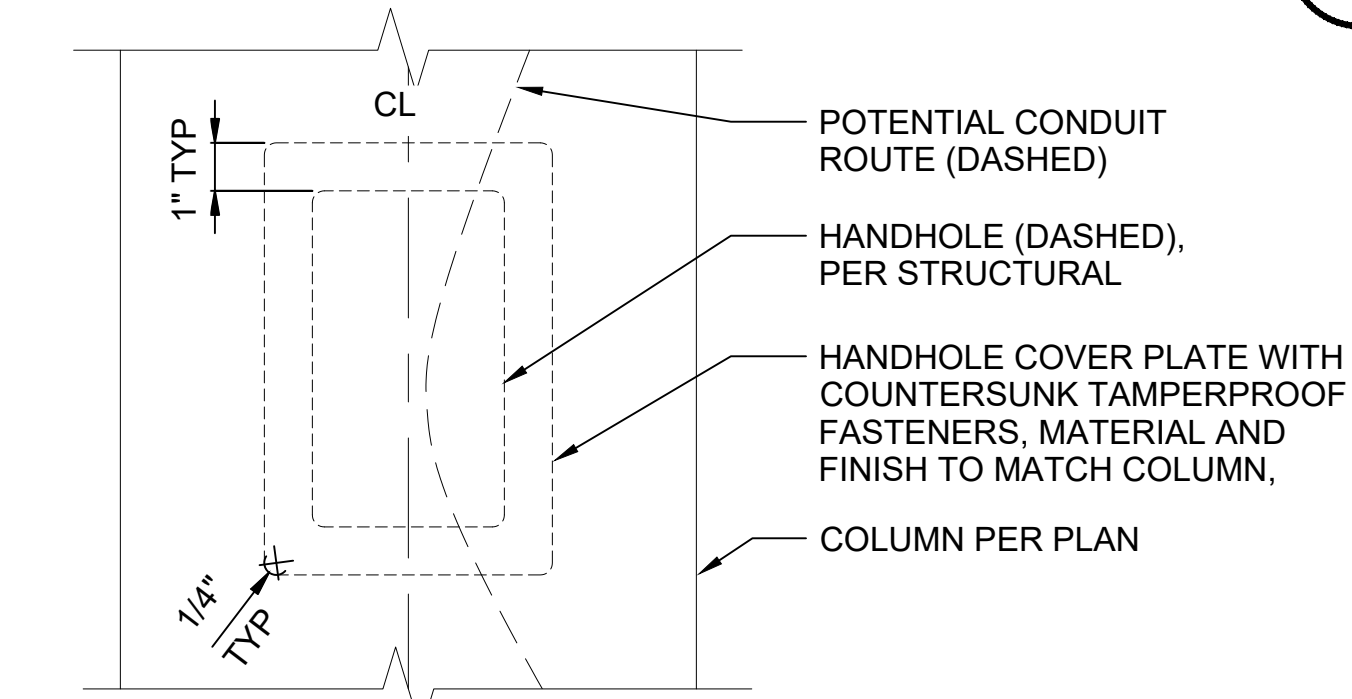 CL
1" TYP
POTENTIAL CONDUIT
ROUTE (DASHED)
HANDHOLE (DASHED),
PER STRUCTURAL
HANDHOLE COVER PLATE WITH
COUNTERSUNK TAMPERPROOF
FASTENERS, MATERIAL AND
FINISH TO MATCH COLUMN,
COLUMN PER PLAN
1/4"
TYP